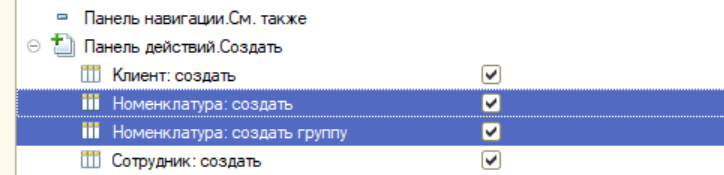 Панель навигации.См. также
Панель действий.Создать
Клиент: создать
Номенклатура: создать
Номенклатура: создать группу
Сотрудник: создать